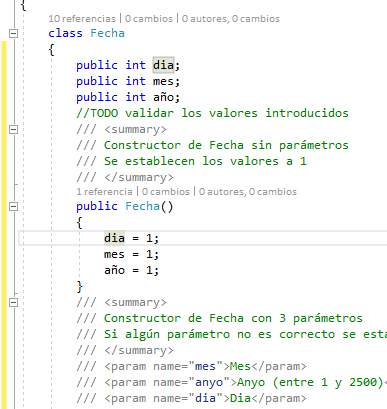 {
10 referencias | 0 cambios | 0 autores, 0 cambios
class Fecha
{
public int dia;
public int mes;
public int año;
//TODO validar los valores introducidos
/// <summary>
/// Constructor de Fecha sin parámetros
/// Se establecen los valores a 1
/// </summary>
1 referencia | 0 cambios | 0 autores, 0 cambios
public Fecha()
{
dia = 1;
mes = 1;
año = 1;
}
/// <summary>
/// Constructor de Fecha con 3 parámetros
/// Si algún parámetro no es correcto se esta
/// </summary>
/// <param name="mes">Mes</param>
/// <param name="anyo">Anyo (entre 1 y 2500)<
/// <param name="dia">Dia</param>